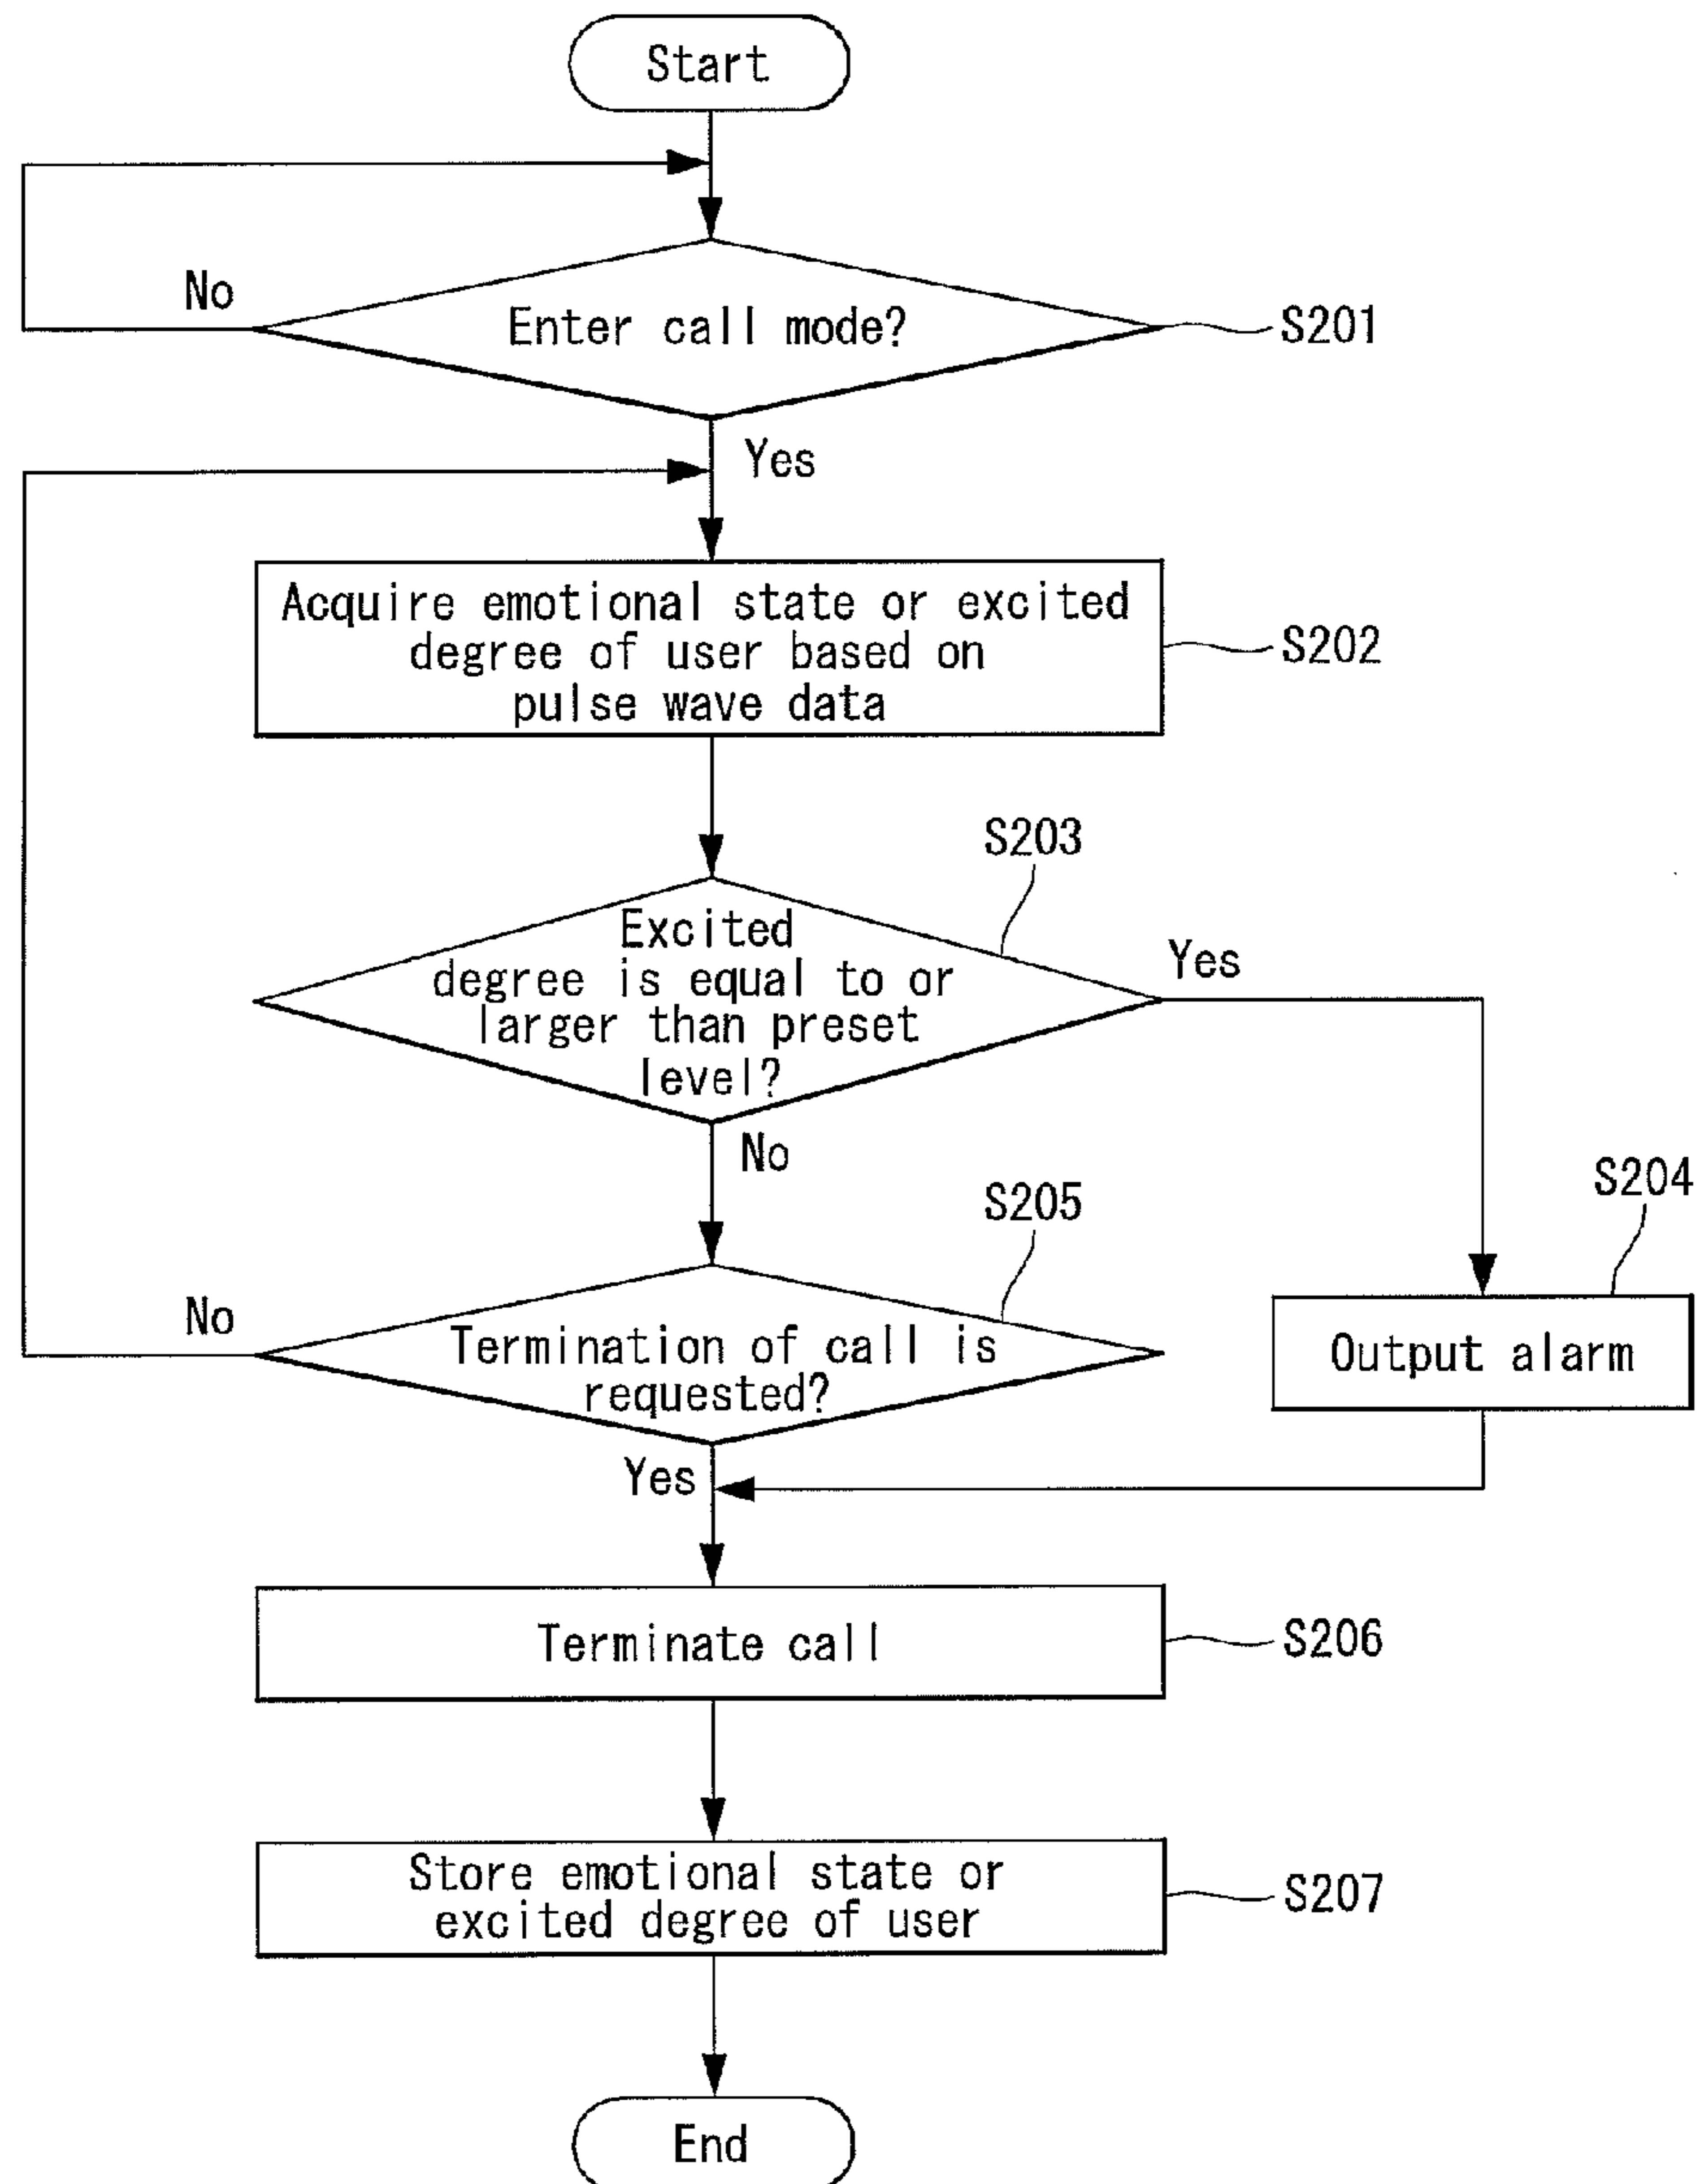 Start
No
Enter call mode?
S201
Yes
Acquire emotional state or excited
degree of user based on
pulse wave data
S202
S203
Excited
degree is equal to or
larger than preset
level?
Yes
No
S205
S204
No
Termination of call is
requested?
Output alarm
Yes
Terminate call
S206
Store emotional state or
excited degree of user
S207
End